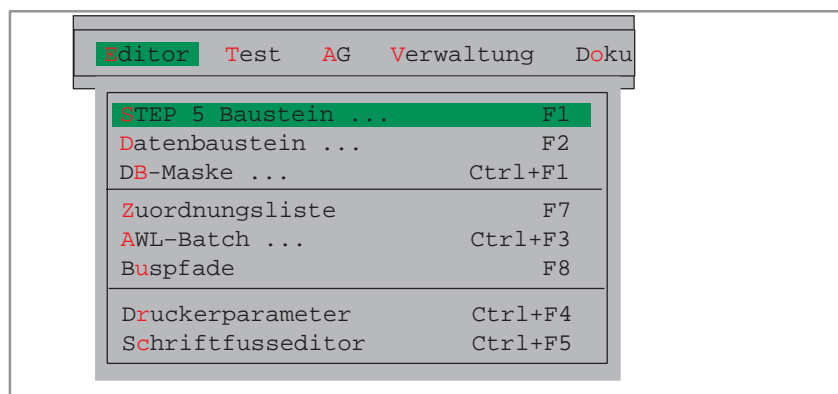 Editor Test AG Verwaltung Doku
STEP 5 Baustein ... F1
Datenbaustein ... F2
DB-Maske ... Ctrl+F1
Zuordnungsliste F7
AWL-Batch ... Ctrl+F3
Buspfade F8
Druckerparameter Ctrl+F4
Schriftfusseditor Ctrl+F5